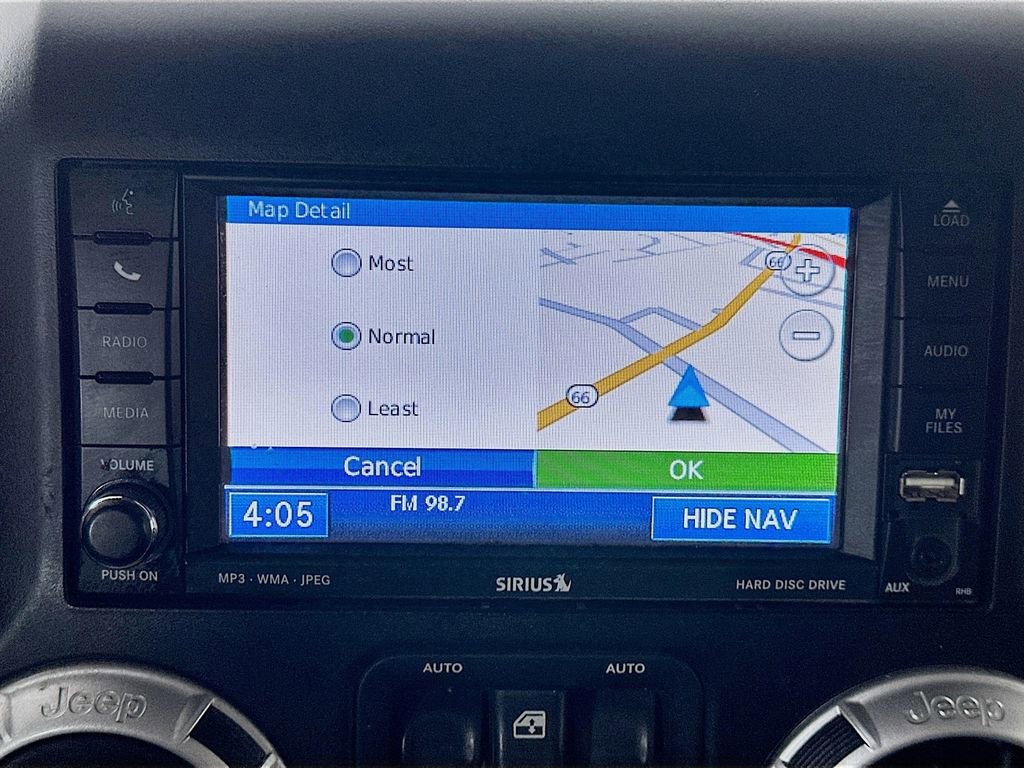 LOAD
MENU
RADIO
AUDIO
MEDIA
MY
FILES
VOLUME
PUSH ON
Map Detail
Most
Normal
Least
66
66
Cancel
OK
4:05
FM 98.7
HIDE NAV
MP3 · WMA · JPEG
SIRIUS
HARD DISC DRIVE
AUX
RHB
AUTO
AUTO
Jeep
Jeep